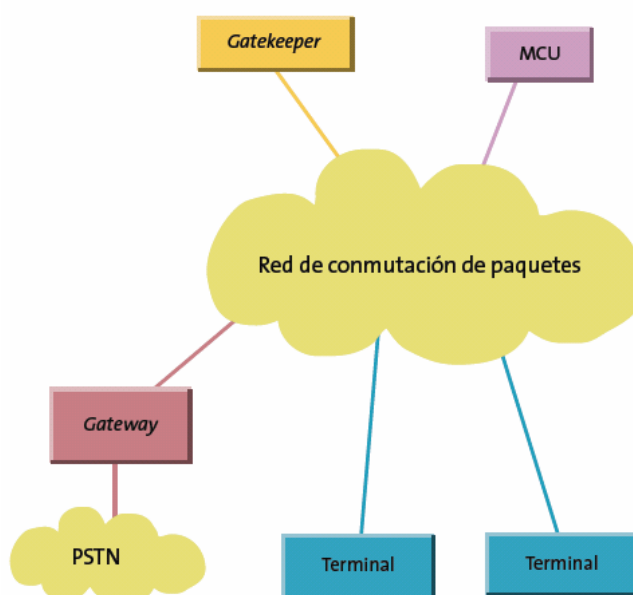 Gatekeeper
MCU
Red de conmutación de paquetes
Gateway
PSTN
Terminal
Terminal